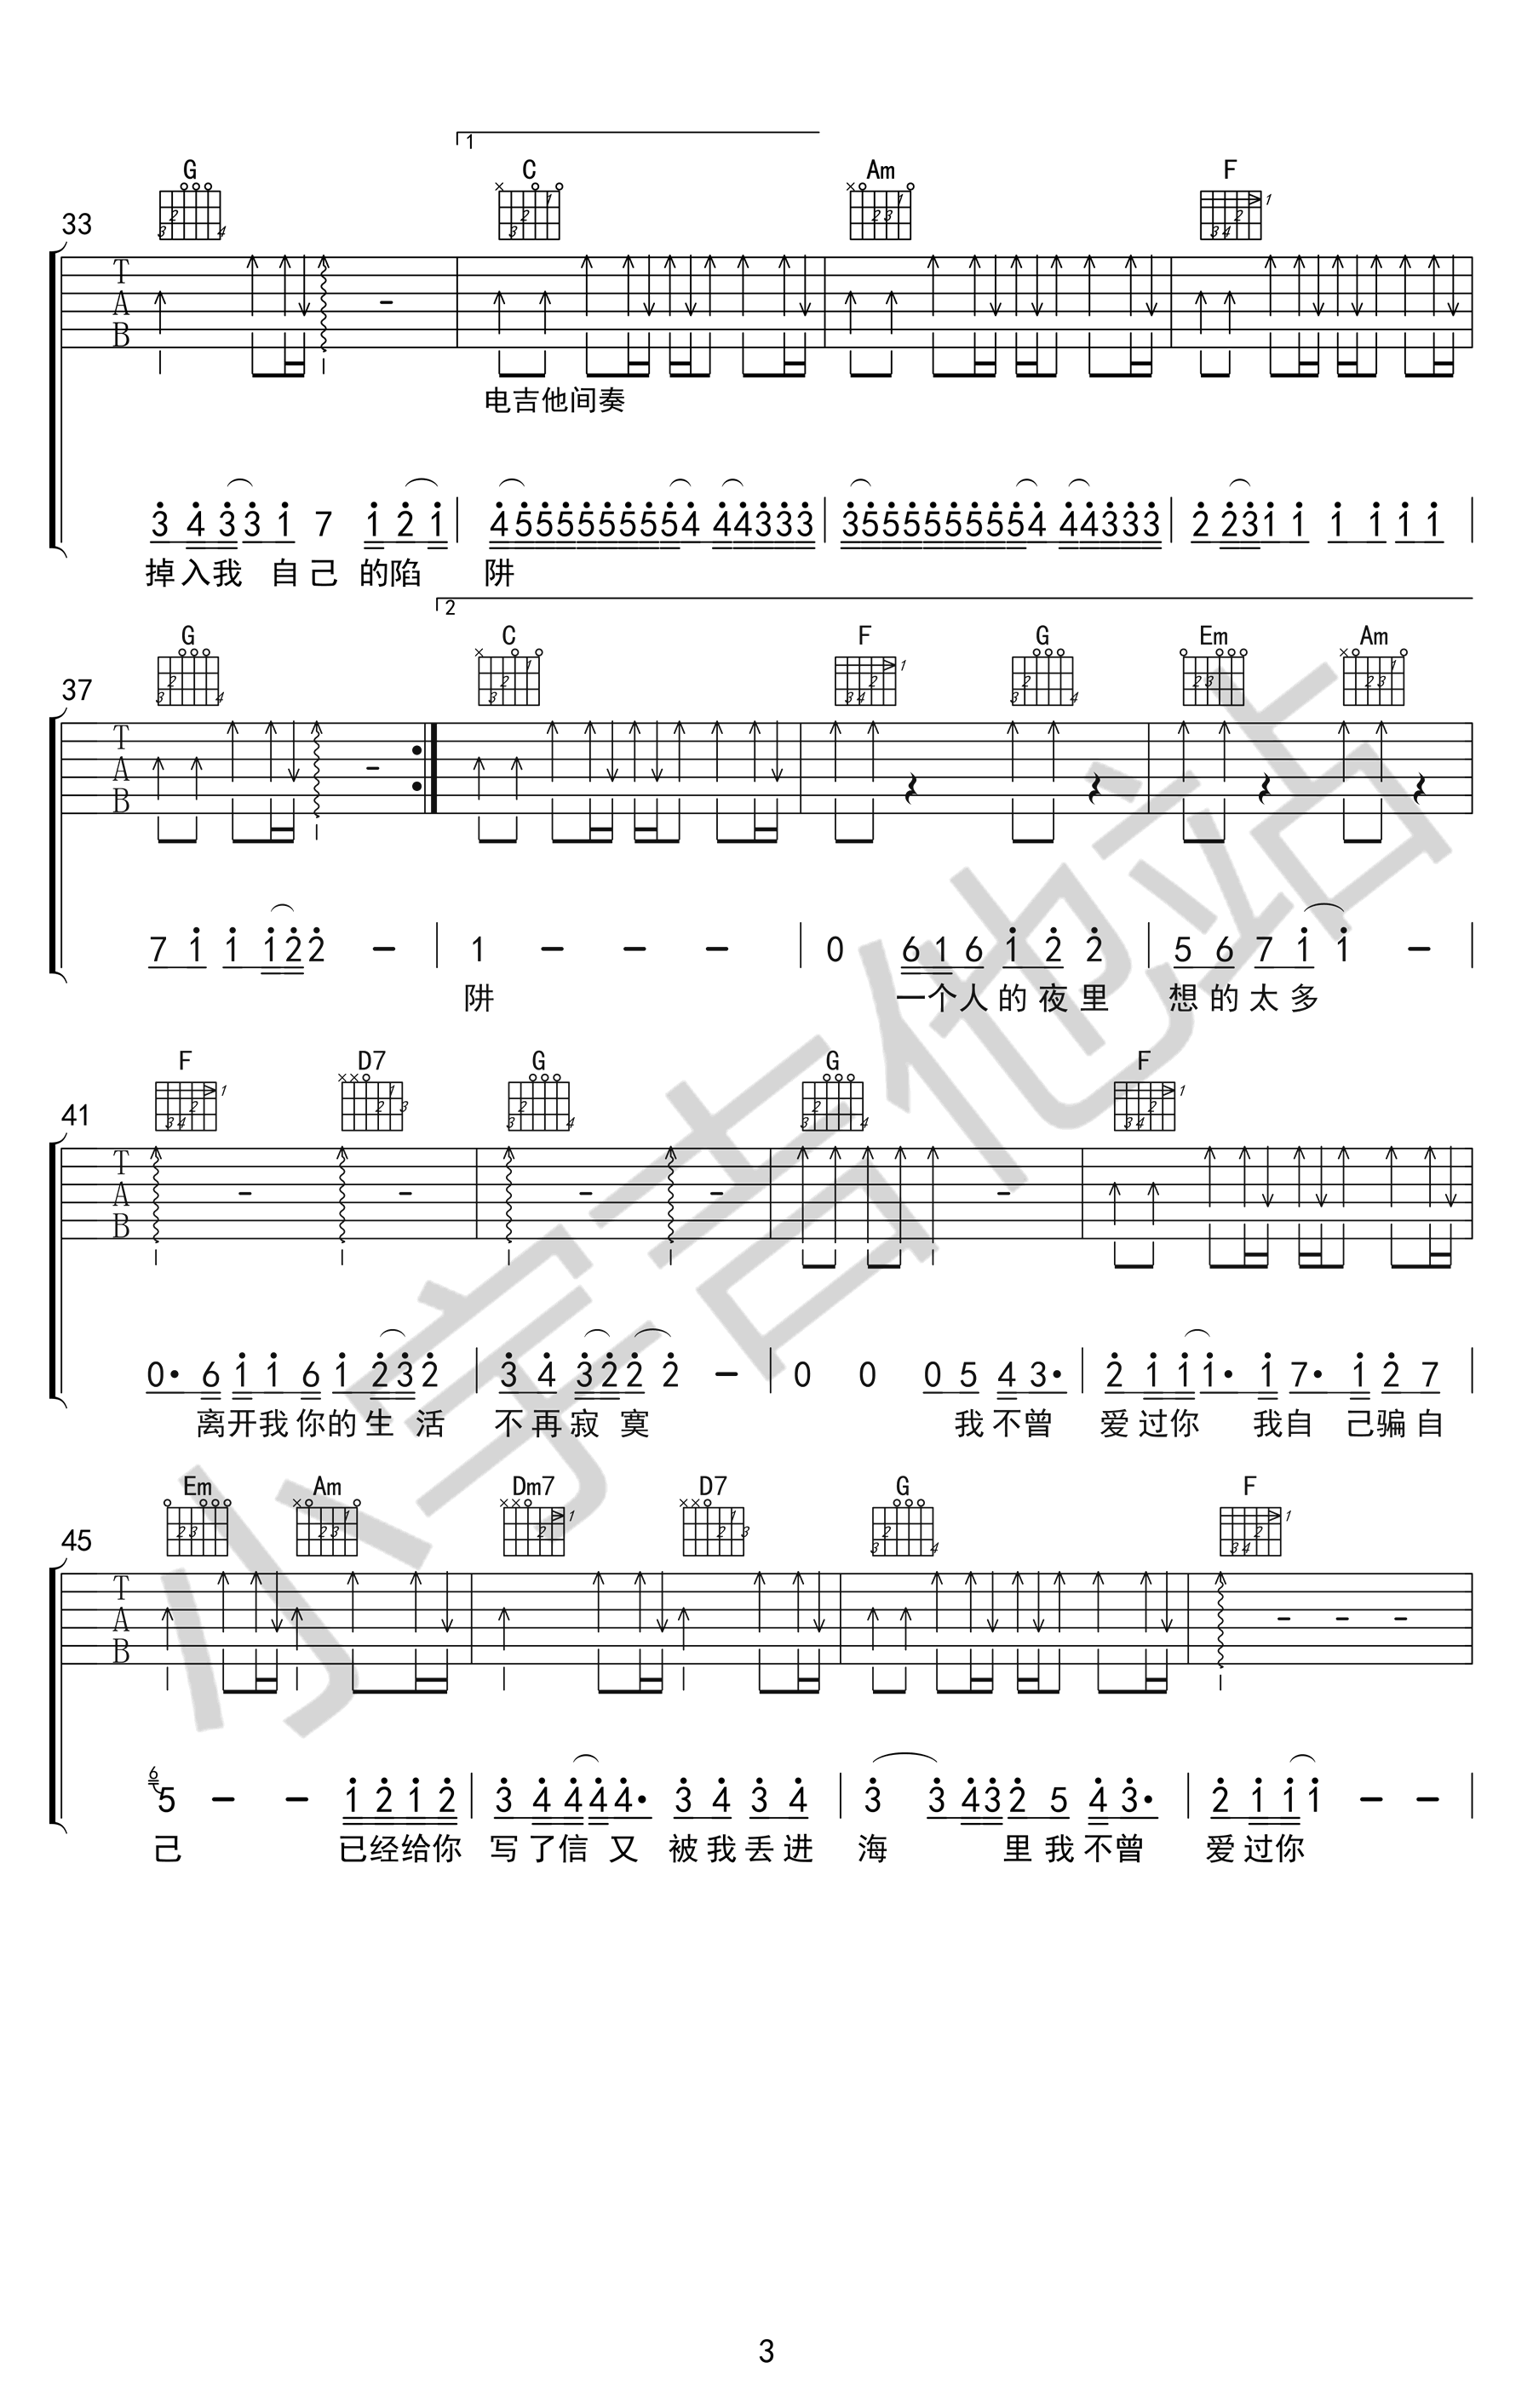 1
G C Am F
33
T
A
B
电吉他间奏
3 4 3 3 1 7 1 2 1 4 5 5 5 5 5 5 5 5 4 4 4 3 3 3 3 5 5 5 5 5 5 5 5 4 4 4 3 3 3 2 2 3 1 1 1 1 1 1
掉入我 自己 的陷 阱
2
G C F G Em Am
37
T
A
B
7 1 1 1 2 2 - 1 - - - 0 6 1 6 1 2 2 5 6 7 1 1 -
阱 一个人的夜里 想的太多
F D7 G G F
41
T
A
B
0· 6 1 1 6 1 2 3 2 3 4 3 2 2 2 - 0 0 0 5 4 3· 2 1 1 1· 1 7· 1 2 7
离开我你的生活 不再寂寞 我不曾 爱过你 我自 己骗自
Em Am Dm7 D7 G F
45
T
A
B
6 5 - - 1 2 1 2 3 4 4 4 4· 3 4 3 4 3 3 4 3 2 5 4 3· 2 1 1 1 - -
己 已经给你 写了信 又 被我丢进 海 里我不曾 爱过你
小宇吉他站
3